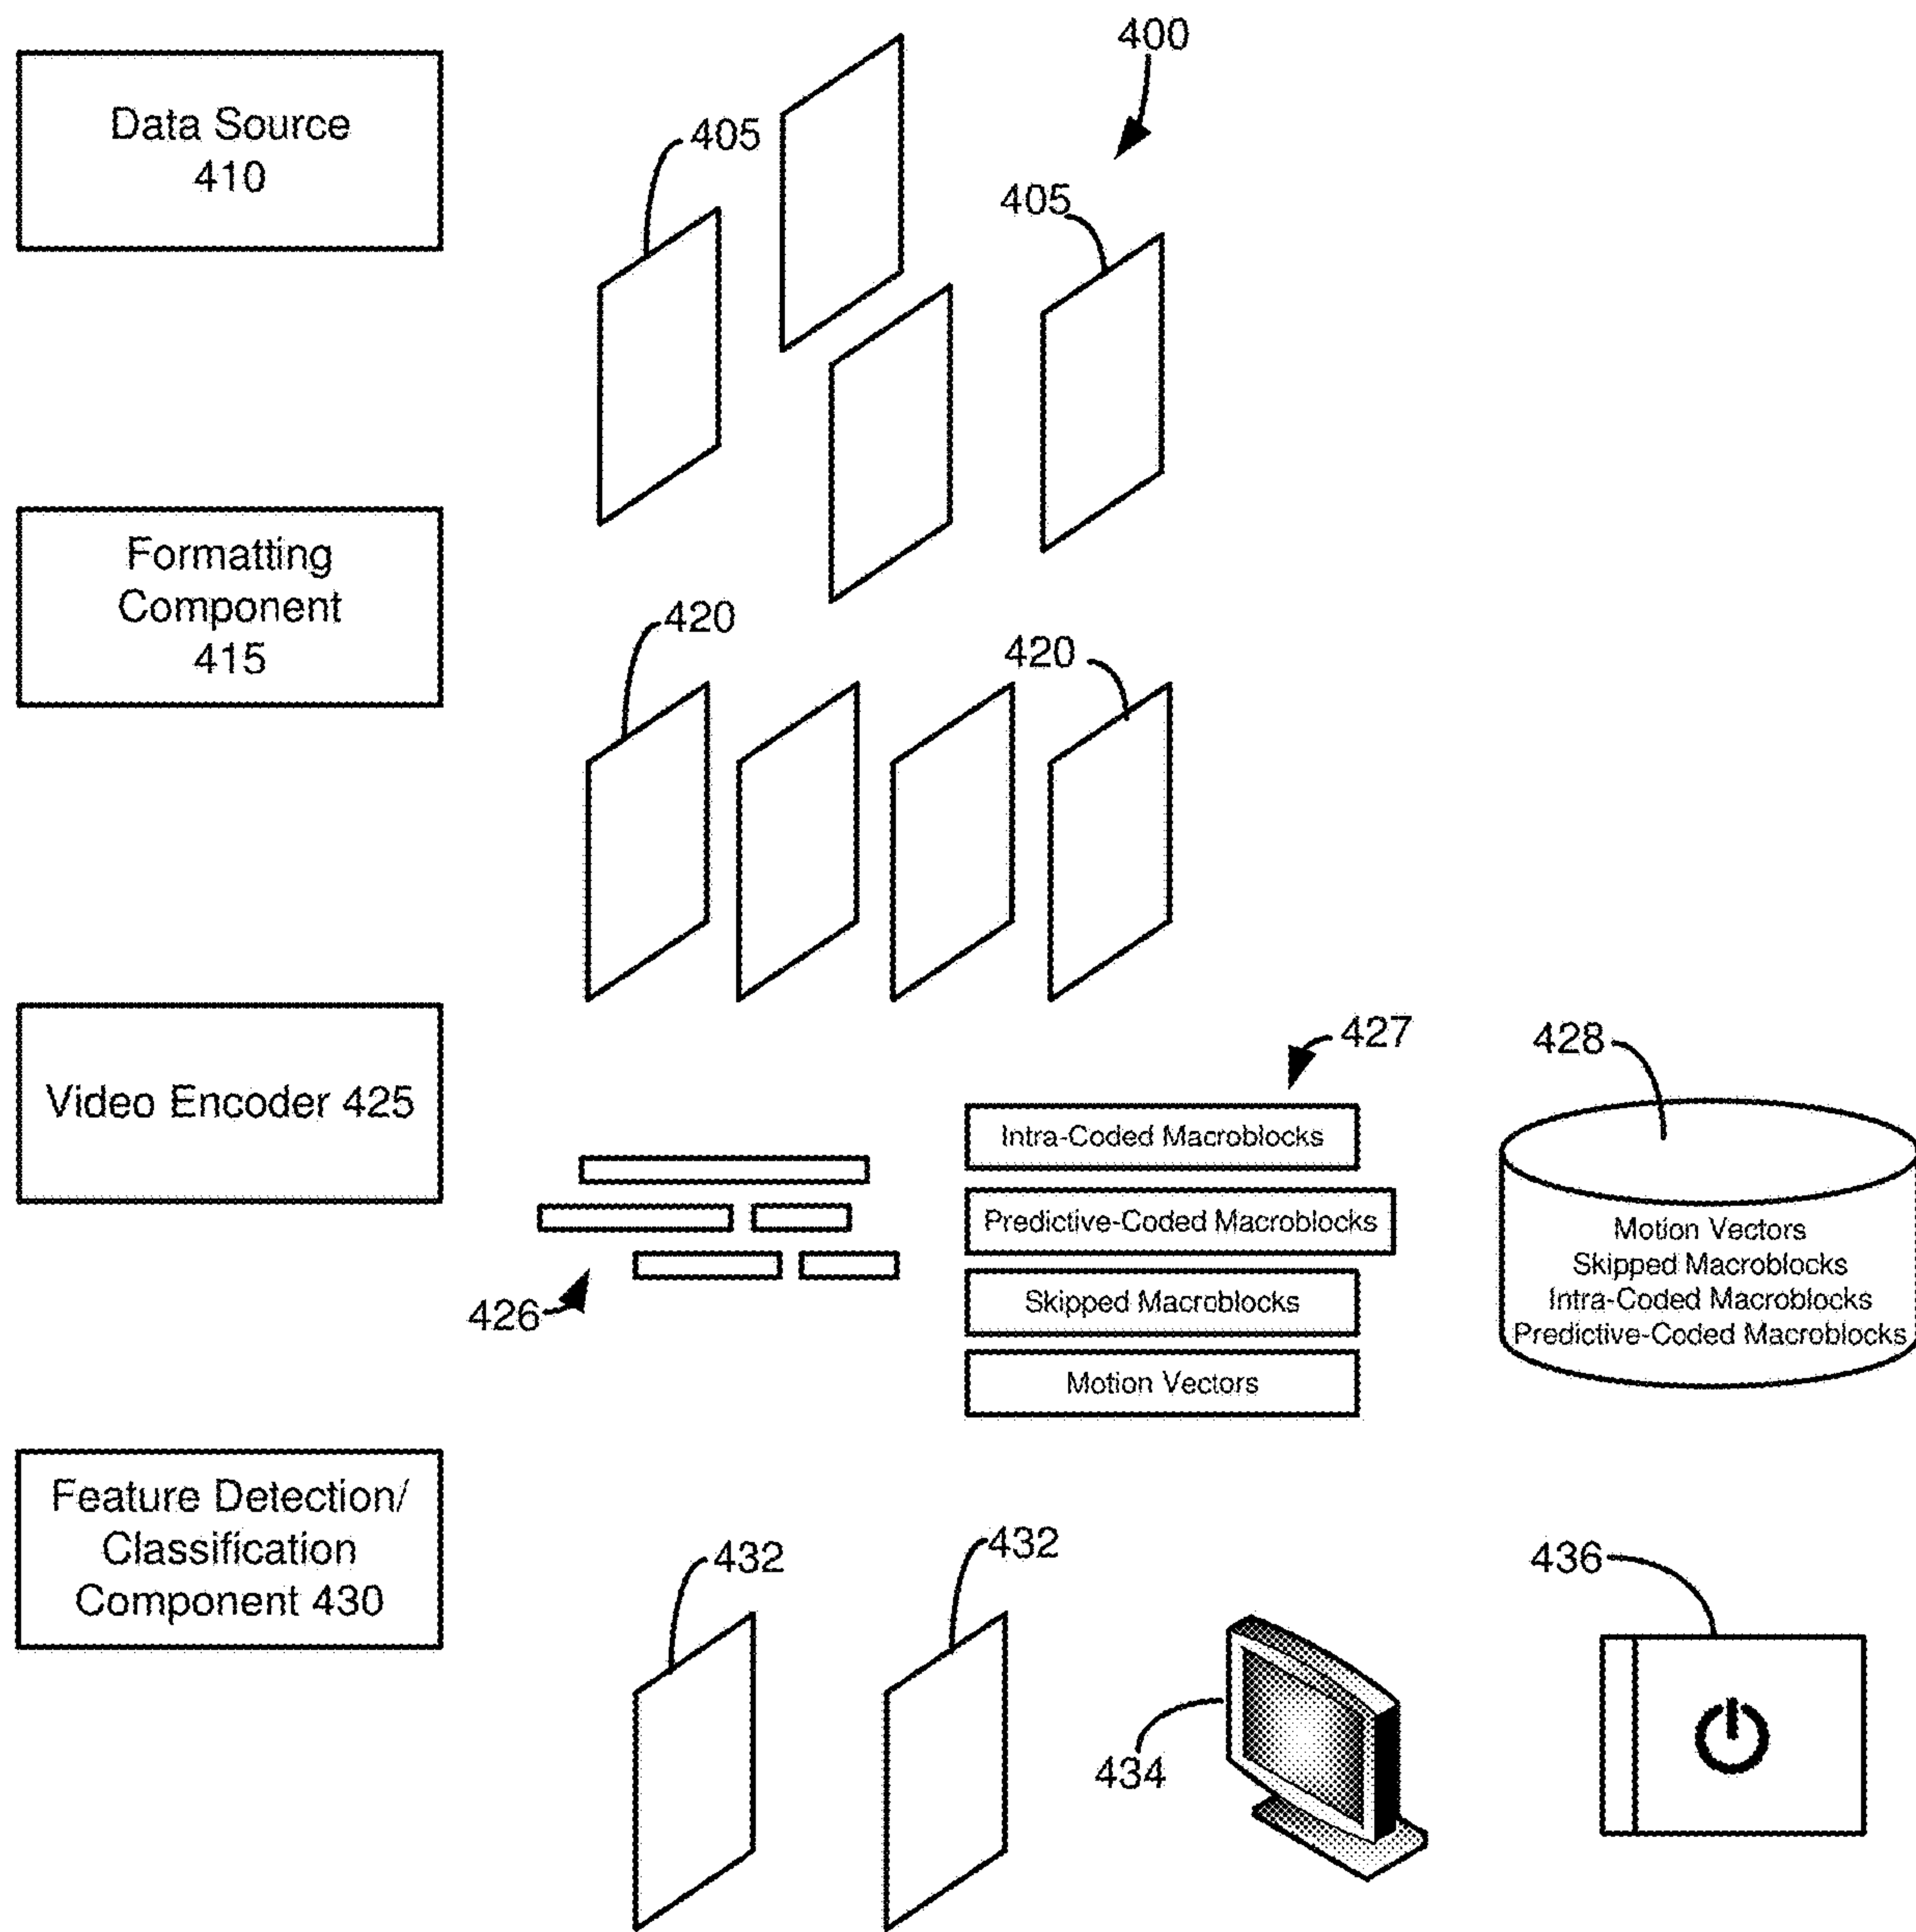 400
Data Source
410
405
405
Formatting
Component
415
420
420
Video Encoder 425
426
427
Intra-Coded Macroblocks
Predictive-Coded Macroblocks
Skipped Macroblocks
Motion Vectors
428
Motion Vectors
Skipped Macroblocks
Intra-Coded Macroblocks
Predictive-Coded Macroblocks
Feature Detection/
Classification
Component 430
432
432
434
436